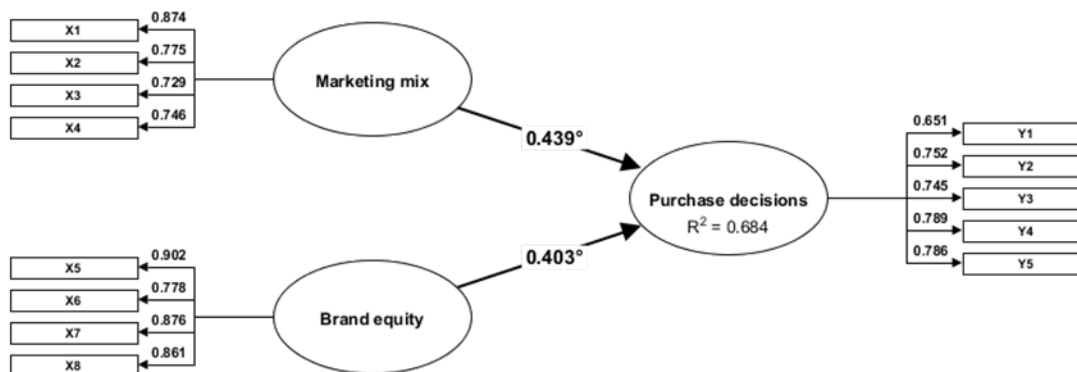 0.874
X1
0.775
X2
0.729
X3
0.746
X4
Marketing mix
0.439°
0.651
Y1
0.752
Y2
0.745
Y3
0.789
Y4
0.786
Y5
Purchase decisions
R² = 0.684
0.403°
0.902
X5
0.778
X6
0.876
X7
0.861
X8
Brand equity